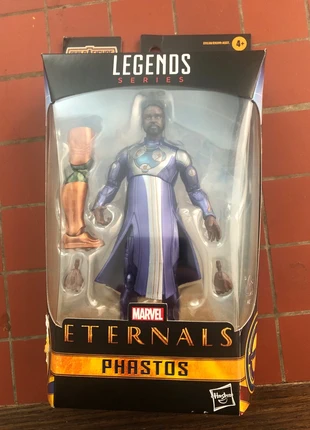 LEGENDS
SERIES
4+
MARVEL
ETERNALS
PHASTOS
Hasbro